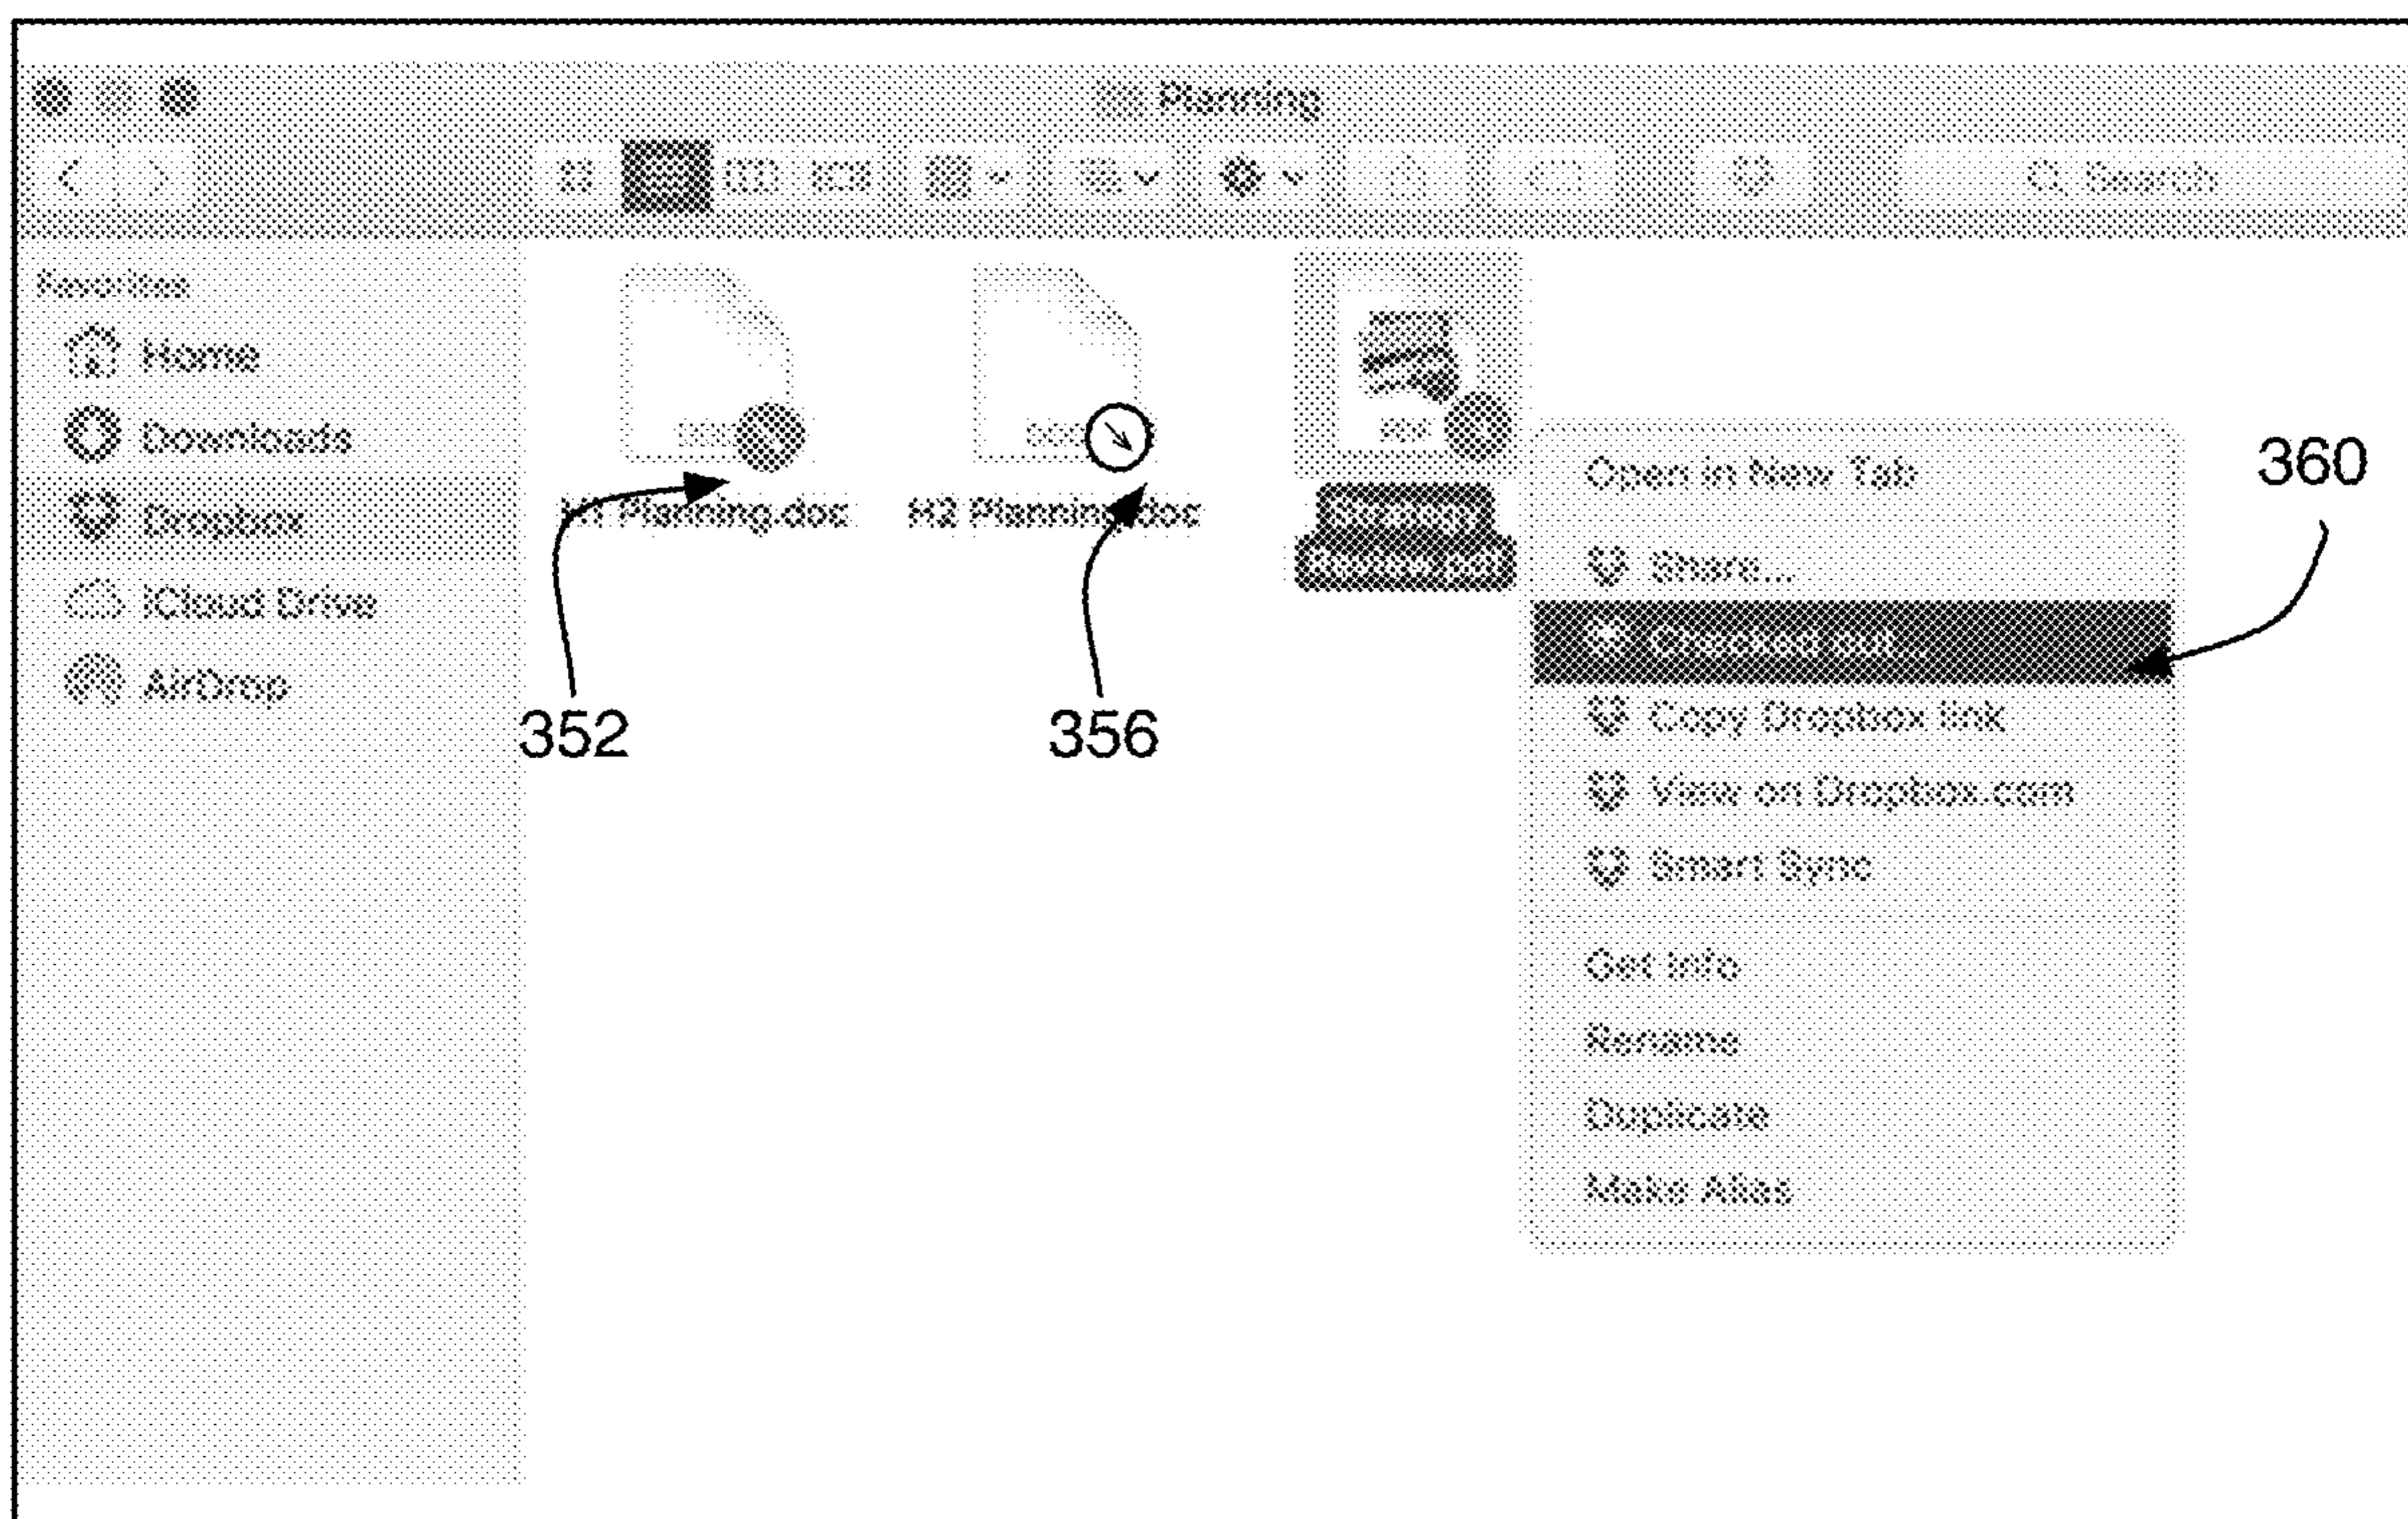 Planning
Search
Favorites
Home
Downloads
Dropbox
iCloud Drive
AirDrop
H1 Planning.doc
H2 Planning.doc
Open in New Tab
Share...
Copy Dropbox link
View on Dropbox.com
Smart Sync
Get Info
Rename
Duplicate
Make Alias
352
356
360